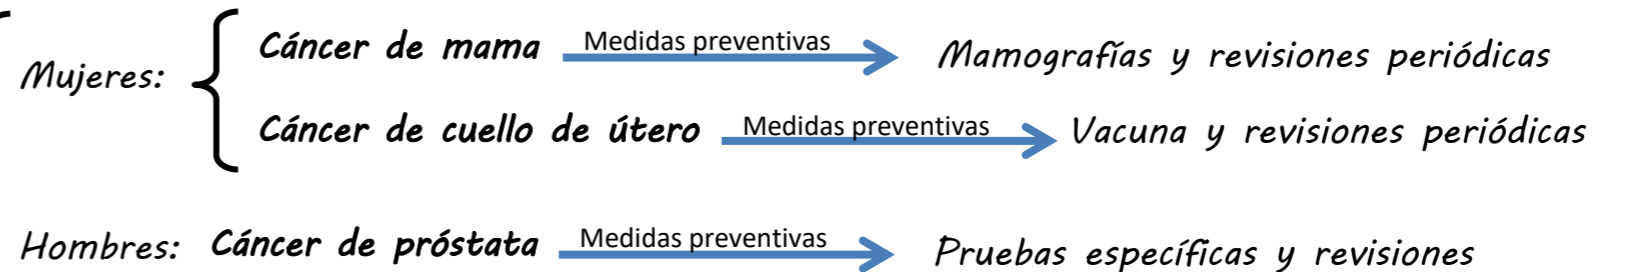 Mujeres:
Cáncer de mama Medidas preventivas Mamografías y revisiones periódicas
Cáncer de cuello de útero Medidas preventivas Vacuna y revisiones periódicas
Hombres: Cáncer de próstata Medidas preventivas Pruebas específicas y revisiones